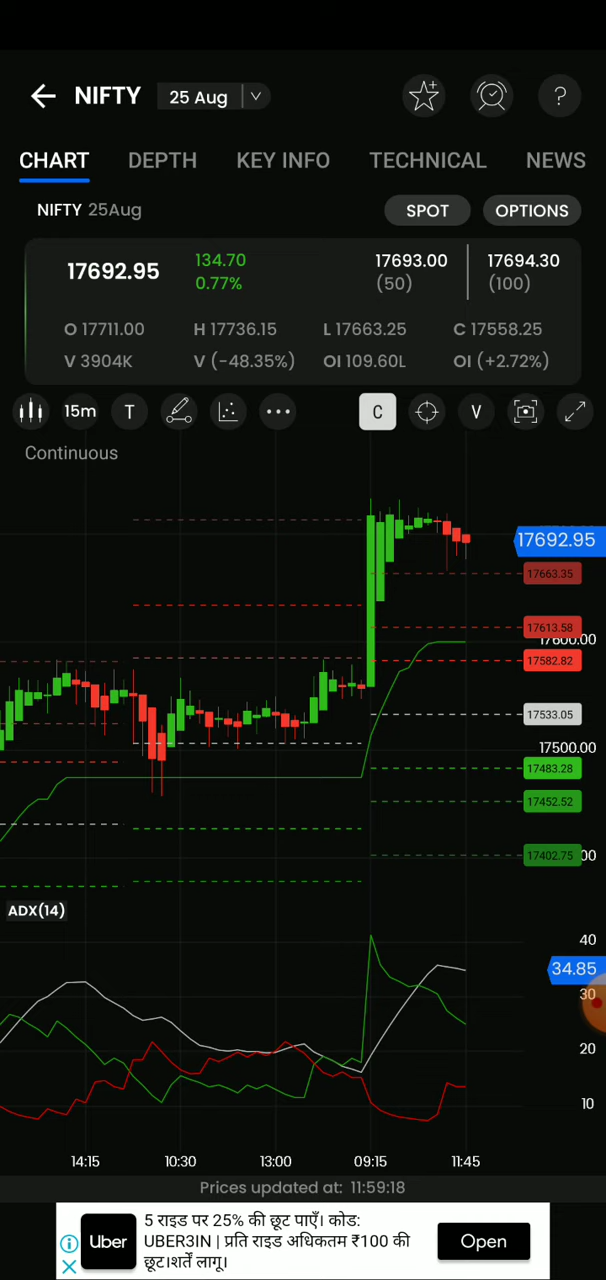 NIFTY 25 Aug
CHART DEPTH KEY INFO TECHNICAL NEWS
NIFTY 25Aug SPOT OPTIONS
17692.95 134.70 17693.00 17694.30
0.77% (50) (100)
O 17711.00 H 17736.15 L 17663.25 C 17558.25
V 3904K V (-48.35%) OI 109.60L OI (+2.72%)
15m T C V
Continuous
17692.95
17663.35
17613.58
17600.00
17582.82
17533.05
17500.00
17483.28
17452.52
17402.75
ADX(14)
40
34.85
30
20
10
14:15 10:30 13:00 09:15 11:45
Prices updated at: 11:59:18
5 राइड पर 25% की छूट पाएँ। कोड:
Uber UBER3IN | प्रति राइड अधिकतम ₹100 की Open
छूट।शर्तें लागू।